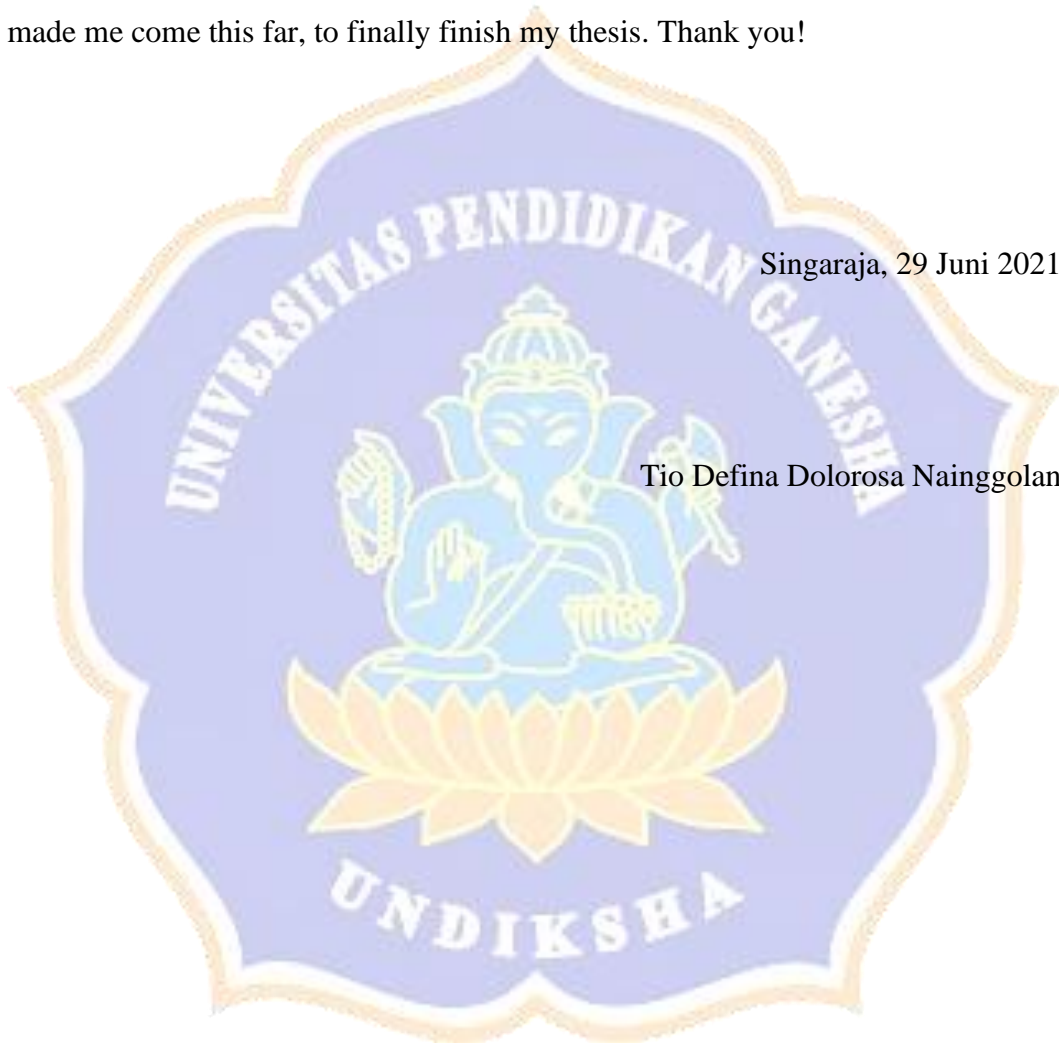 made me come this far, to finally finish my thesis. Thank you!
UNIVERSITAS PENDIDIKAN GANESHA
Singaraja, 29 Juni 2021
Tio Defina Dolorosa Nainggolan
UNDIKSHA